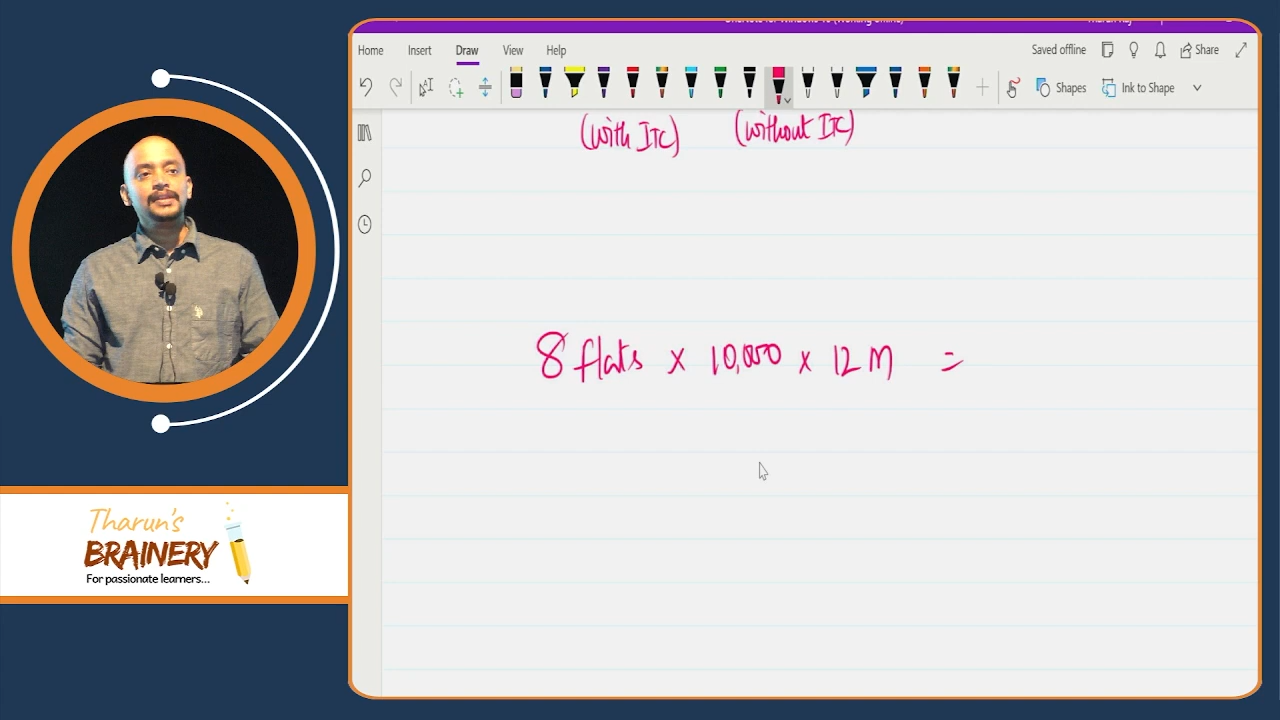 Home Insert Draw View Help Saved offline Share
Shapes Ink to Shape
(with ITC) (without ITC)
8 flats x 10,000 x 12 M =
Tharun's
BRAINERY
For passionate learners...